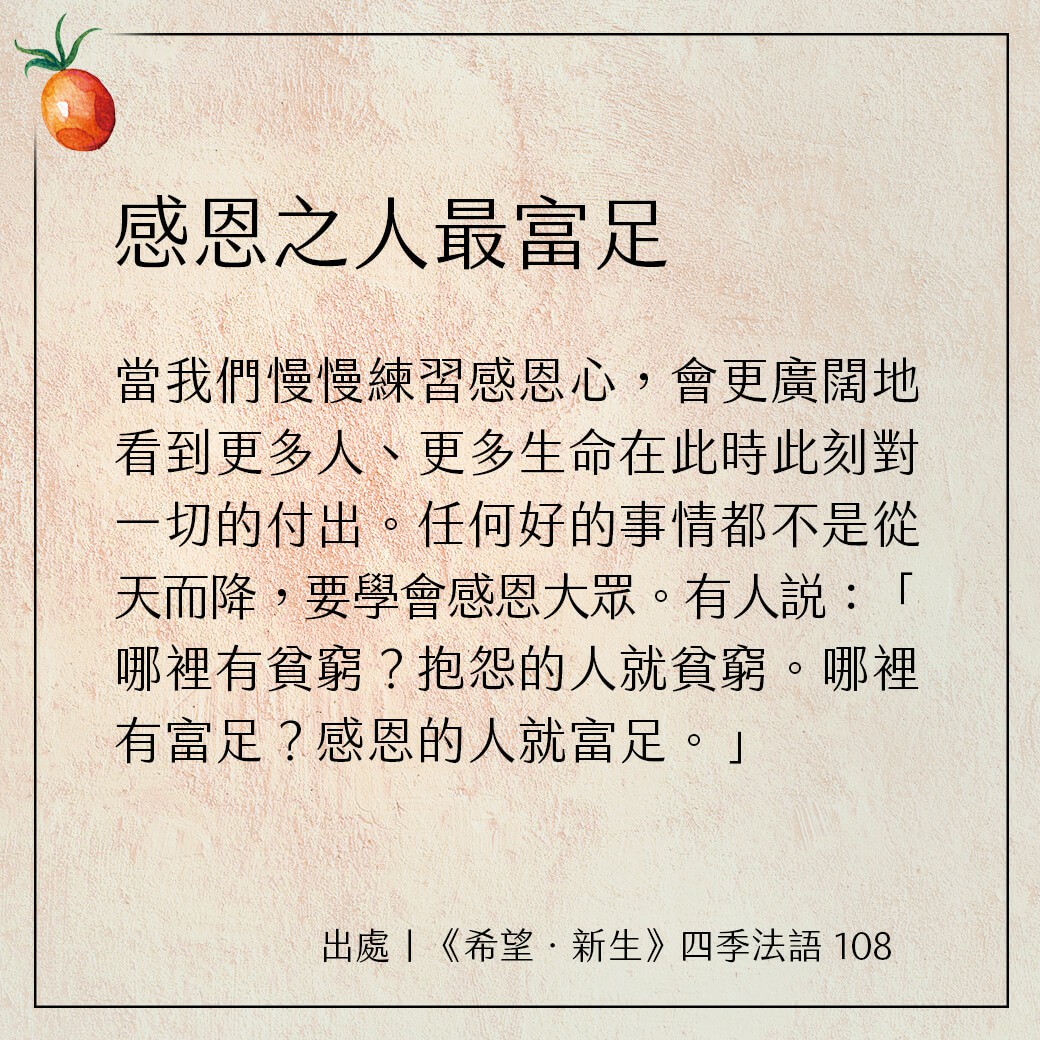 感恩之人最富足
當我們慢慢練習感恩心，會更廣闊地
看到更多人、更多生命在此時此刻對
一切的付出。任何好的事情都不是從
天而降，要學會感恩大眾。有人説：「
哪裡有貧窮？抱怨的人就貧窮。哪裡
有富足？感恩的人就富足。」
出處｜《希望．新生》四季法語 108